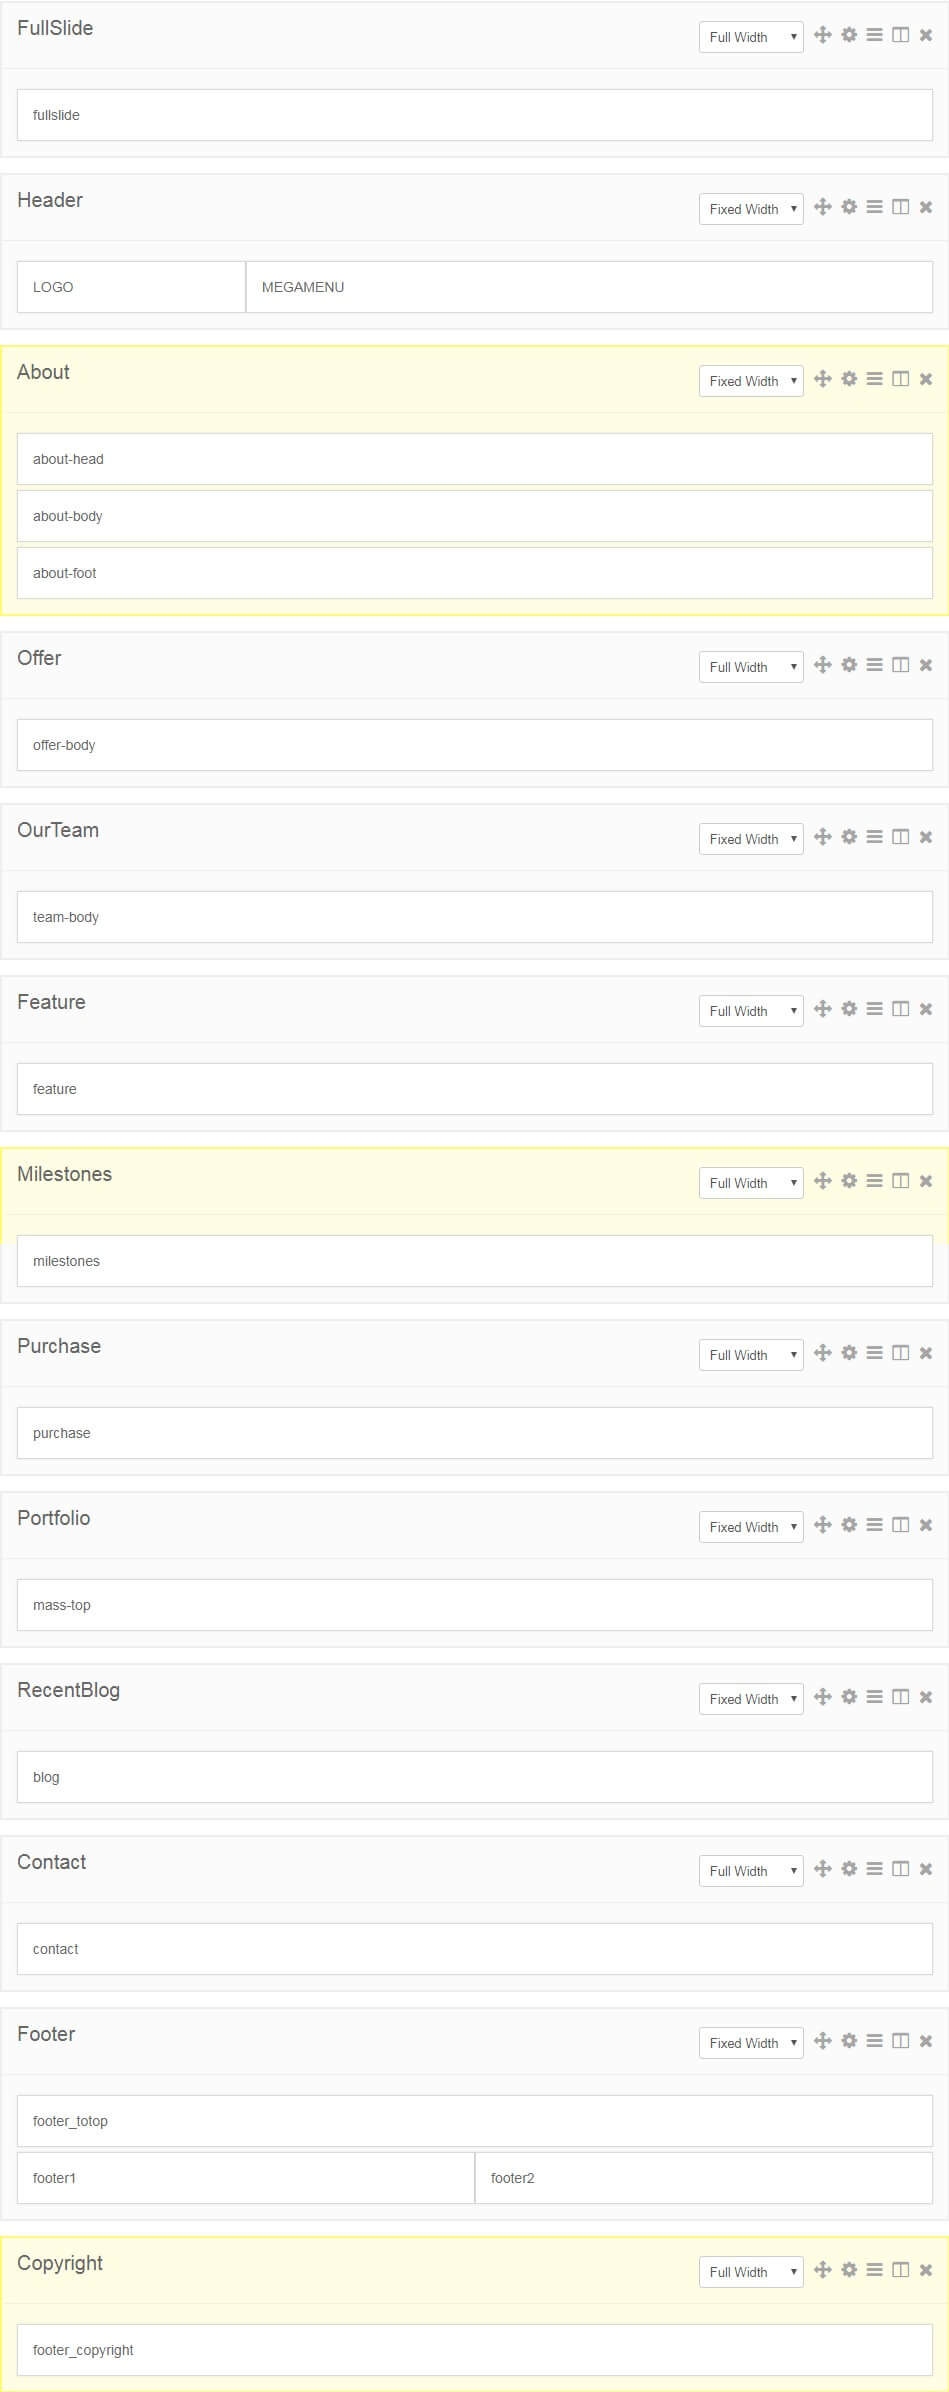 FullSlide
Full Width
fullslide
Header
Fixed Width
LOGO MEGAMENU
About
Fixed Width
about-head
about-body
about-foot
Offer
Full Width
offer-body
OurTeam
Fixed Width
team-body
Feature
Full Width
feature
Milestones
Full Width
milestones
Purchase
Full Width
purchase
Portfolio
Fixed Width
mass-top
RecentBlog
Fixed Width
blog
Contact
Full Width
contact
Footer
Fixed Width
footer_totop
footer1 footer2
Copyright
Full Width
footer_copyright